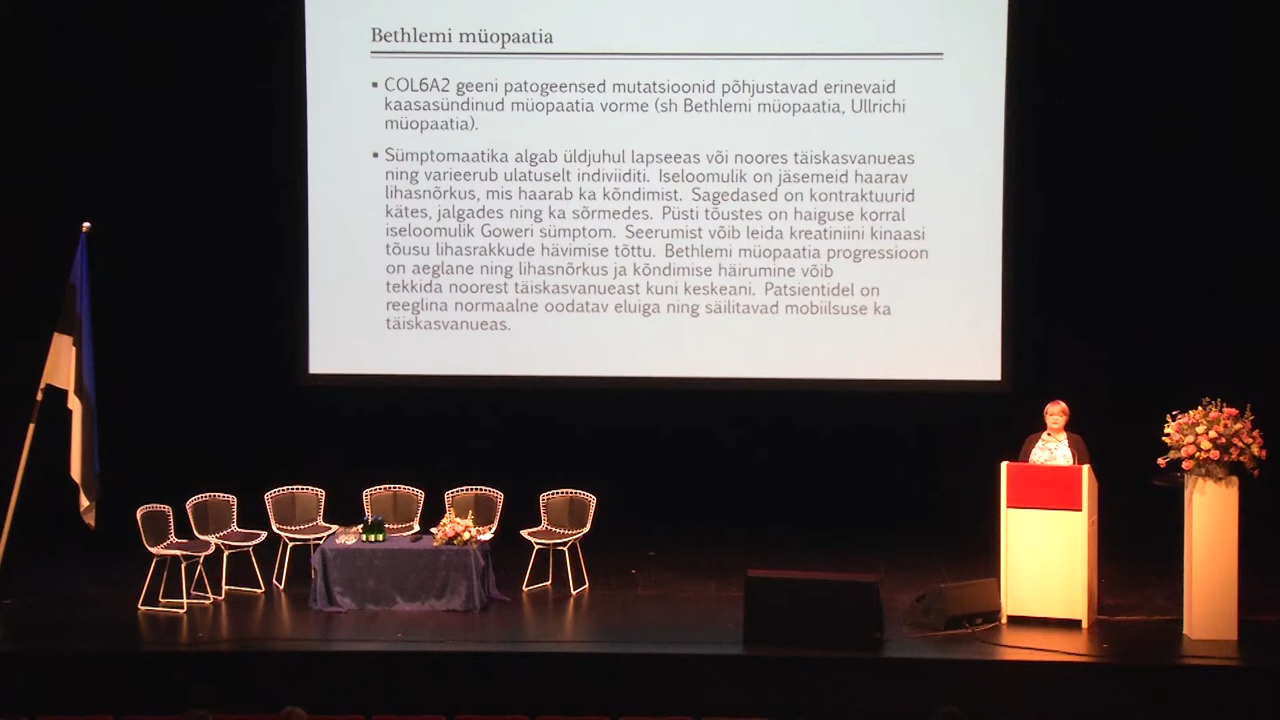 Bethlemi müopaatia
▪ COL6A2 geeni patogeensed mutatsioonid põhjustavad erinevaid
kaasasündinud müopaatia vorme (sh Bethlemi müopaatia, Ullrichi
müopaatia).
▪ Sümptomaatika algab üldjuhul lapseeas või noores täiskasvanueas
ning varieerub ulatuselt indiviiditi. Iseloomulik on jäsemeid haarav
lihasnõrkus, mis haarab ka kõndimist. Sagedased on kontraktuurid
kätes, jalgades ning ka sõrmedes. Püsti tõustes on haiguse korral
iseloomulik Goweri sümptom. Seerumist võib leida kreatiniini kinaasi
tõusu lihasrakkude hävimise tõttu. Bethlemi müopaatia progressioon
on aeglane ning lihasnõrkus ja kõndimise häirumine võib
tekkida noorest täiskasvanueast kuni keskeani. Patsientidel on
reeglina normaalne oodatav eluiga ning säilitavad mobiilsuse ka
täiskasvanueas.